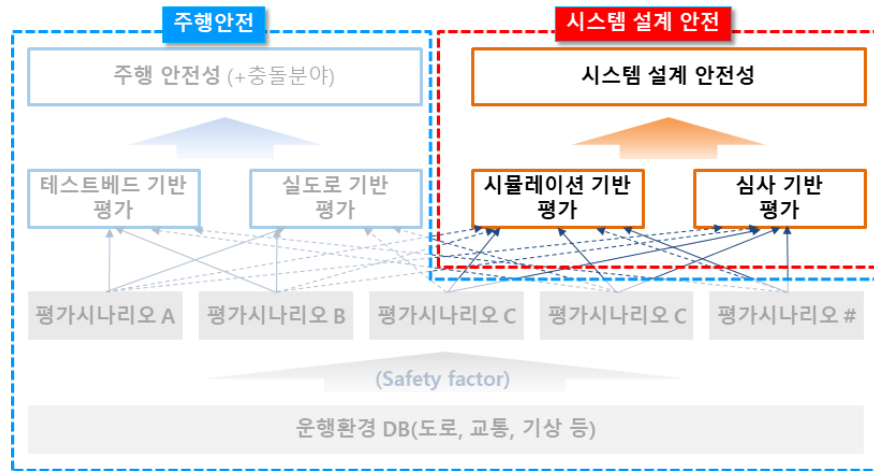 주행안전
시스템 설계 안전
주행 안전성 (+충돌분야)
시스템 설계 안전성
테스트베드 기반
평가
실도로 기반
평가
시뮬레이션 기반
평가
심사 기반
평가
평가시나리오 A
평가시나리오 B
평가시나리오 C
평가시나리오 C
평가시나리오 #
(Safety factor)
운행환경 DB(도로, 교통, 기상 등)